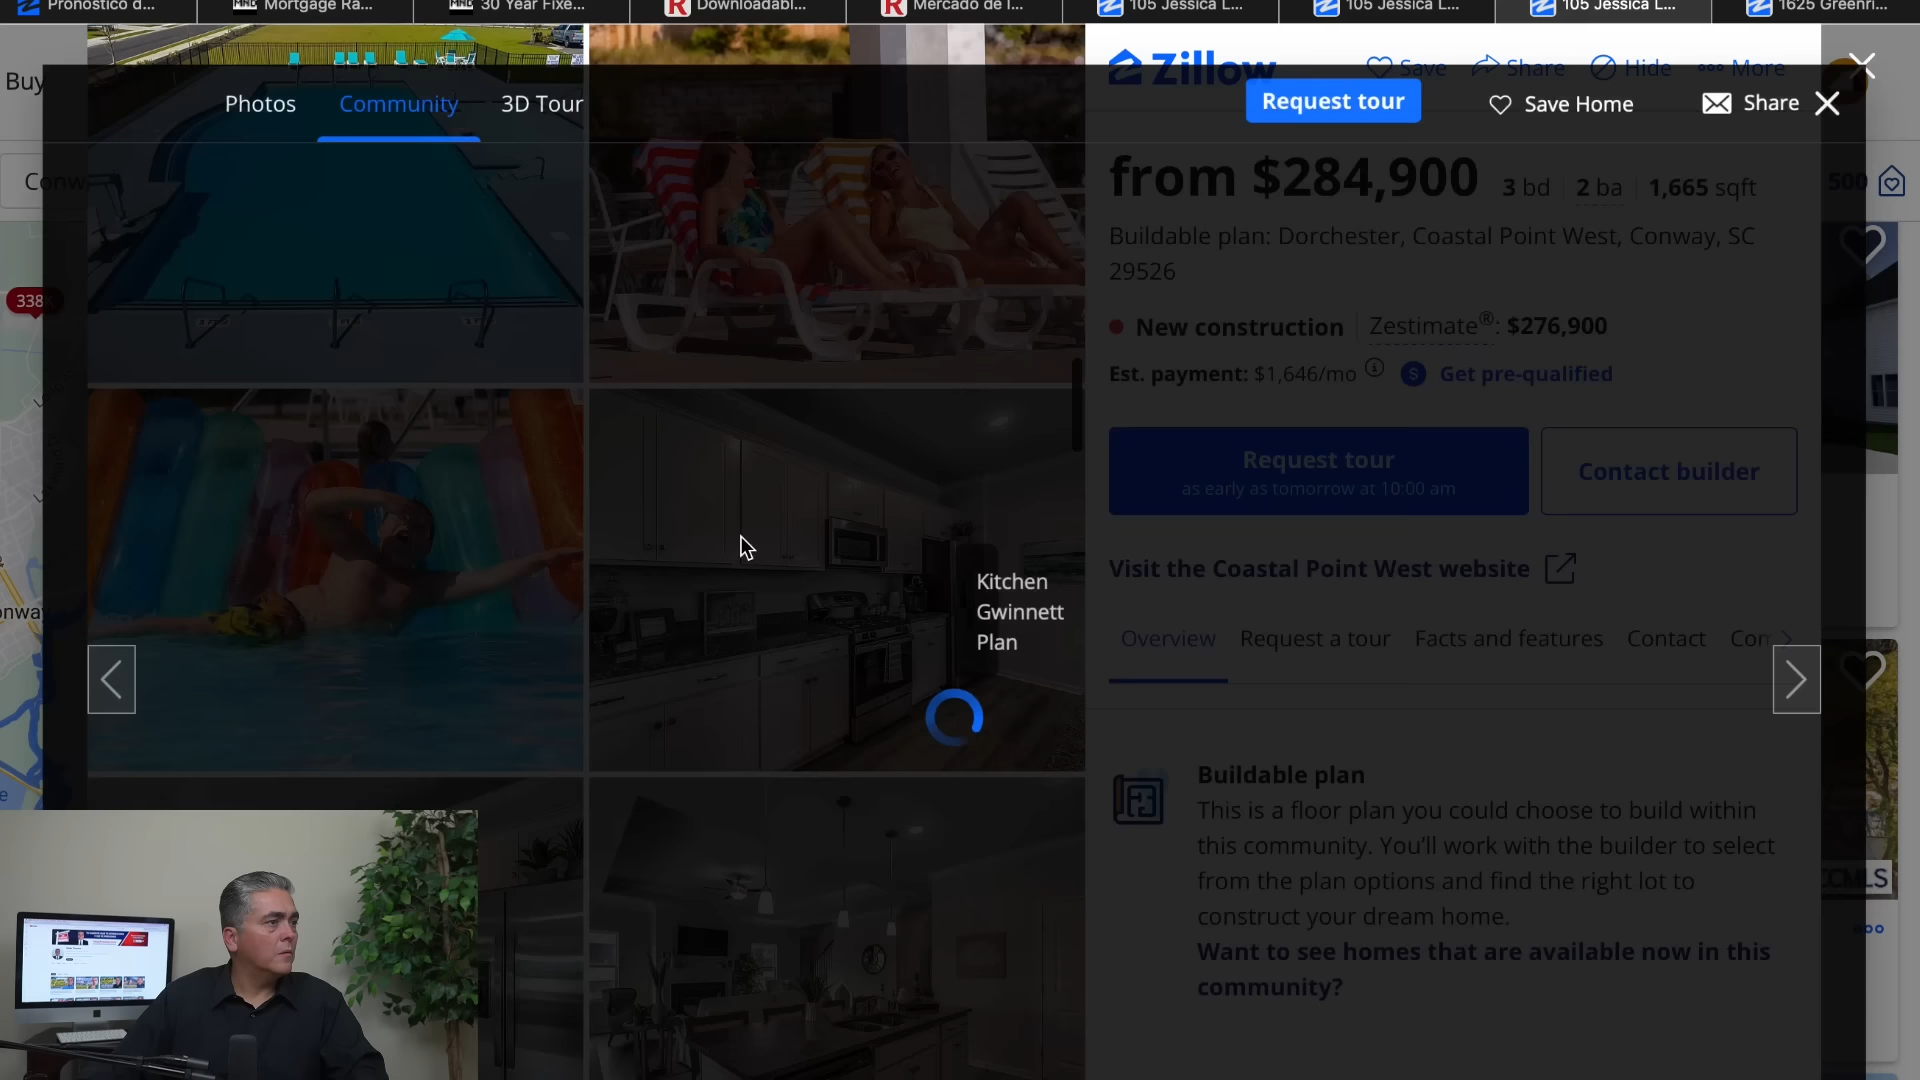 Pronóstico d...
Mortgage Ra...
30 Year Fixe...
Downloadabl...
Mercado de l...
105 Jessica L...
105 Jessica L...
105 Jessica L...
1625 Greenri...
Buy
Zillow
Save
Share
Hide
More
Photos
Community
3D Tour
Request tour
Save Home
Share
Conw
from $284,900
3 bd
2 ba
1,665 sqft
500
Buildable plan: Dorchester, Coastal Point West, Conway, SC
29526
338
New construction
Zestimate®: $276,900
Est. payment: $1,646/mo
Get pre-qualified
Request tour
as early as tomorrow at 10:00 am
Contact builder
Visit the Coastal Point West website
Kitchen
Gwinnett
Plan
Overview
Request a tour
Facts and features
Contact
Con
Buildable plan
This is a floor plan you could choose to build within
this community. You'll work with the builder to select
from the plan options and find the right lot to
construct your dream home.
Want to see homes that are available now in this
community?